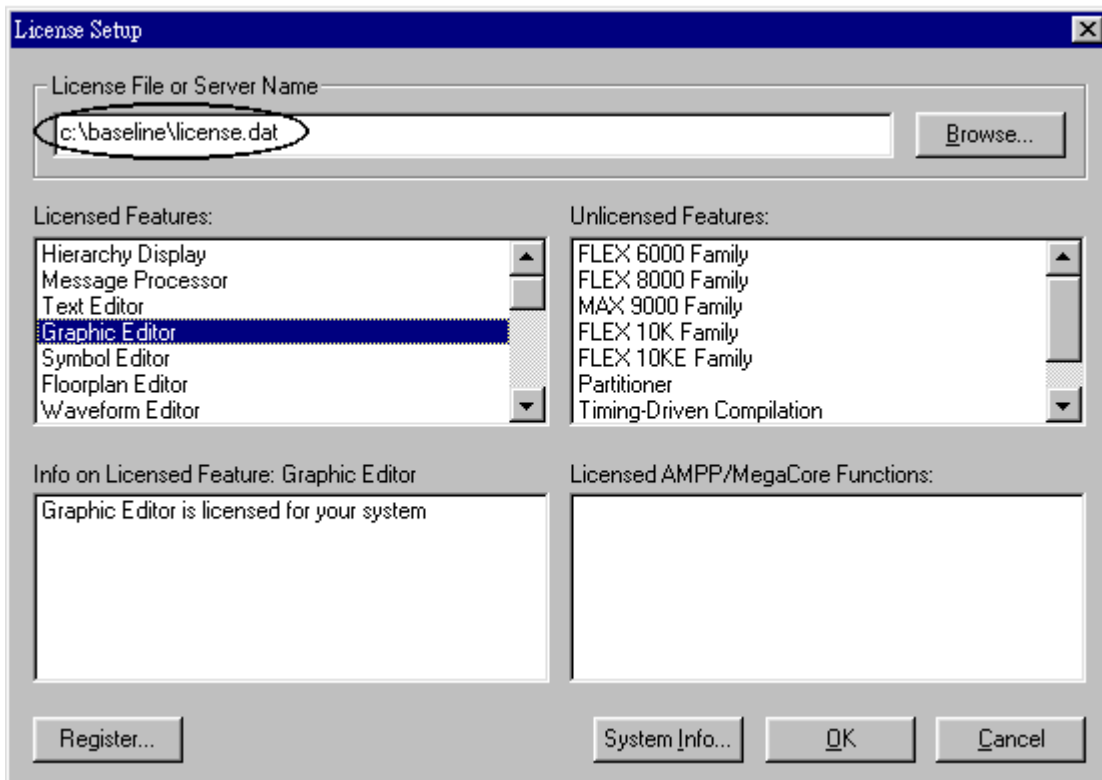 License Setup
License File or Server Name
c:\baseline\license.dat
Browse...
Licensed Features:
Hierarchy Display
Message Processor
Text Editor
Graphic Editor
Symbol Editor
Floorplan Editor
Waveform Editor
Unlicensed Features:
FLEX 6000 Family
FLEX 8000 Family
MAX 9000 Family
FLEX 10K Family
FLEX 10KE Family
Partitioner
Timing-Driven Compilation
Info on Licensed Feature: Graphic Editor
Graphic Editor is licensed for your system
Licensed AMPP/MegaCore Functions:
Register...
System Info...
OK
Cancel